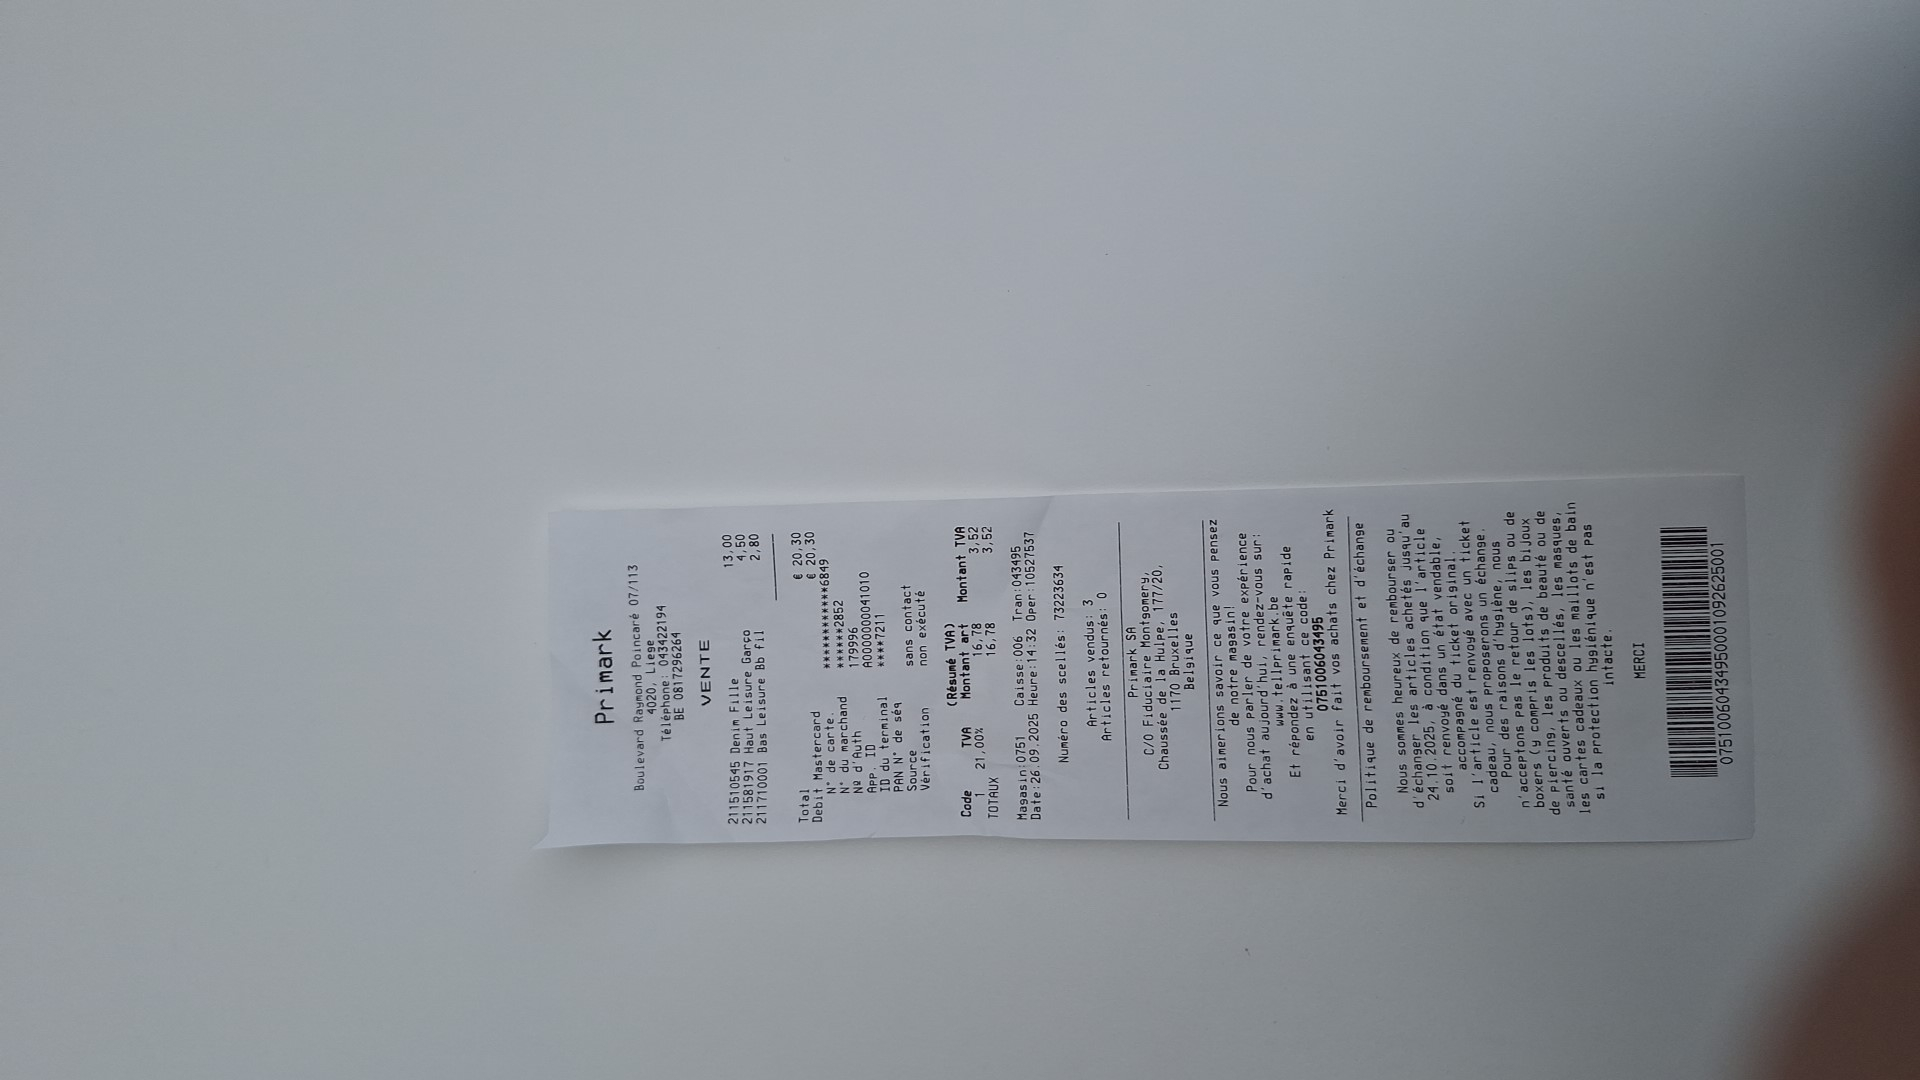 Primark
Boulevard Raymond Poincaré 07/113
4020, Liege
Téléphone: 043422194
BE 0817296264
VENTE
211510545 Denim Fille 13,00
211581917 Haut Leisure Garço 4,50
211710001 Bas Leisure Bb fil 2,80
Total € 20,30
Debit Mastercard € 20,30
N° de carte. ************6849
N° du marchand ******2852
Nº d'Auth 179996
App. ID A0000000041010
ID du terminal ****7211
PAN N° de séq
Source sans contact
Vérification non exécuté
(Résumé TVA)
Code TVA Montant art Montant TVA
1 21,00% 16,78 3,52
TOTAUX 16,78 3,52
Magasin:0751 Caisse:006 Tran:043495
Date:26.09.2025 Heure:14:32 Oper:10527537
Numéro des scellés: 73223634
Articles vendus: 3
Articles retournés: 0
Primark SA
C/O Fiduciaire Montgomery,
Chaussée de la Hulpe, 177/20,
1170 Bruxelles
Belgique
Nous aimerions savoir ce que vous pensez
de notre magasin!
Pour nous parler de votre expérience
d'achat aujourd'hui, rendez-vous sur:
www.tellprimark.be
Et répondez à une enquête rapide
en utilisant ce code:
075100604​3495
Merci d'avoir fait vos achats chez Primark
Politique de remboursement et d'échange
Nous sommes heureux de rembourser ou
d'échanger les articles achetés jusqu'au
24.10.2025, à condition que l'article
soit renvoyé dans un état vendable,
accompagné du ticket original.
Si l'article est renvoyé avec un ticket
cadeau, nous proposerons un échange.
Pour des raisons d'hygiène, nous
n'acceptons pas le retour de slips ou de
boxers (y compris les lots), les bijoux
de piercing, les produits de beauté ou de
santé ouverts ou descellés, les masques,
les cartes cadeaux ou les maillots de bain
si la protection hygiénique n'est pas
intacte.
MERCI
07510060434950001092625001